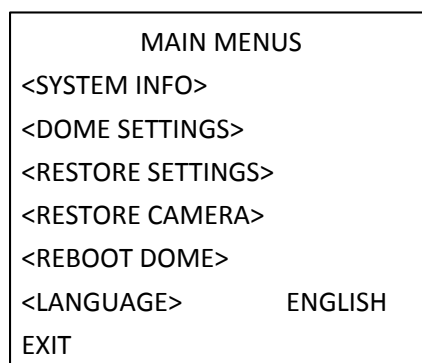 MAIN MENUS
<SYSTEM INFO>
<DOME SETTINGS>
<RESTORE SETTINGS>
<RESTORE CAMERA>
<REBOOT DOME>
<LANGUAGE> ENGLISH
EXIT